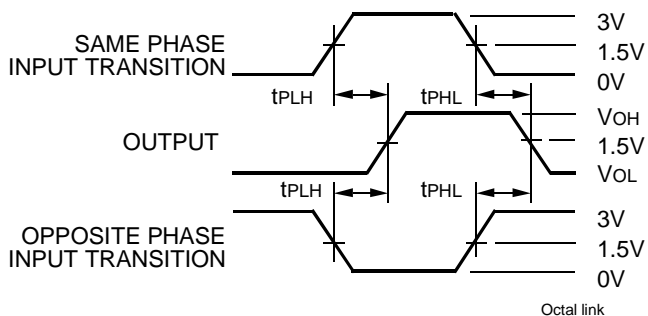 3V
SAME PHASE
INPUT TRANSITION
1.5V
0V
tPLH
tPHL
VOH
OUTPUT
1.5V
VOL
tPLH
tPHL
3V
OPPOSITE PHASE
INPUT TRANSITION
1.5V
0V
Octal link